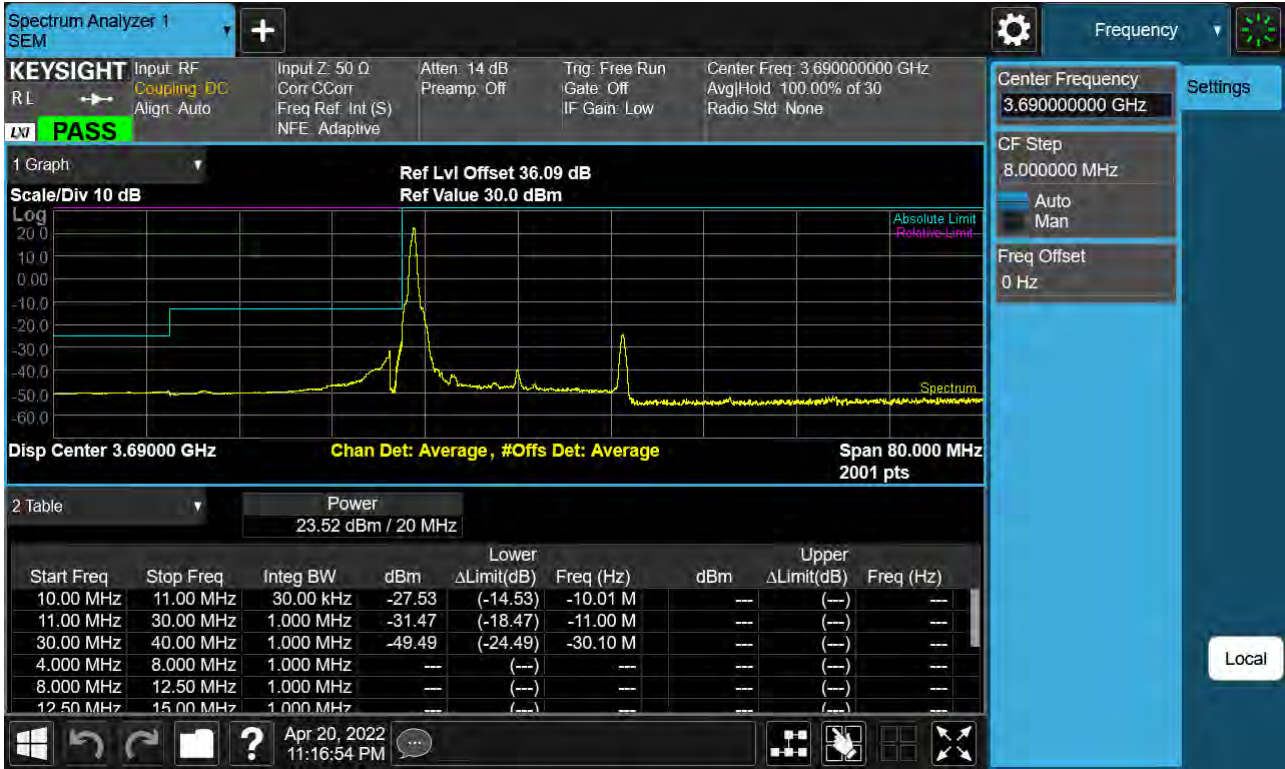 Spectrum Analyzer 1
SEM
Frequency
KEYSIGHT
RL
LXI PASS
Input: RF
Coupling: DC
Align: Auto
Input Z: 50 Ω
Corr CCorr
Freq Ref: Int (S)
NFE: Adaptive
Atten: 14 dB
Preamp: Off
Trig: Free Run
Gate: Off
IF Gain: Low
Center Freq: 3.690000000 GHz
Avg|Hold: 100.00% of 30
Radio Std: None
Center Frequency
3.690000000 GHz
Settings
CF Step
8.000000 MHz
Auto
Man
Freq Offset
0 Hz
Local
1 Graph
Scale/Div 10 dB
Ref Lvl Offset 36.09 dB
Ref Value 30.0 dBm
Log
Absolute Limit
Relative Limit
20.0
10.0
0.00
-10.0
-20.0
-30.0
-40.0
-50.0
-60.0
Spectrum
Disp Center 3.69000 GHz Chan Det: Average , #Offs Det: Average Span 80.000 MHz
2001 pts
2 Table
Power
23.52 dBm / 20 MHz
Lower Upper
Start Freq Stop Freq Integ BW dBm ΔLimit(dB) Freq (Hz) dBm ΔLimit(dB) Freq (Hz)
10.00 MHz 11.00 MHz 30.00 kHz -27.53 (-14.53) -10.01 M --- (---) ---
11.00 MHz 30.00 MHz 1.000 MHz -31.47 (-18.47) -11.00 M --- (---) ---
30.00 MHz 40.00 MHz 1.000 MHz -49.49 (-24.49) -30.10 M --- (---) ---
4.000 MHz 8.000 MHz 1.000 MHz --- (---) --- --- (---) ---
8.000 MHz 12.50 MHz 1.000 MHz --- (---) --- --- (---) ---
12.50 MHz 15.00 MHz 1.000 MHz --- (---) --- --- (---) ---
? Apr 20, 2022
11:16:54 PM